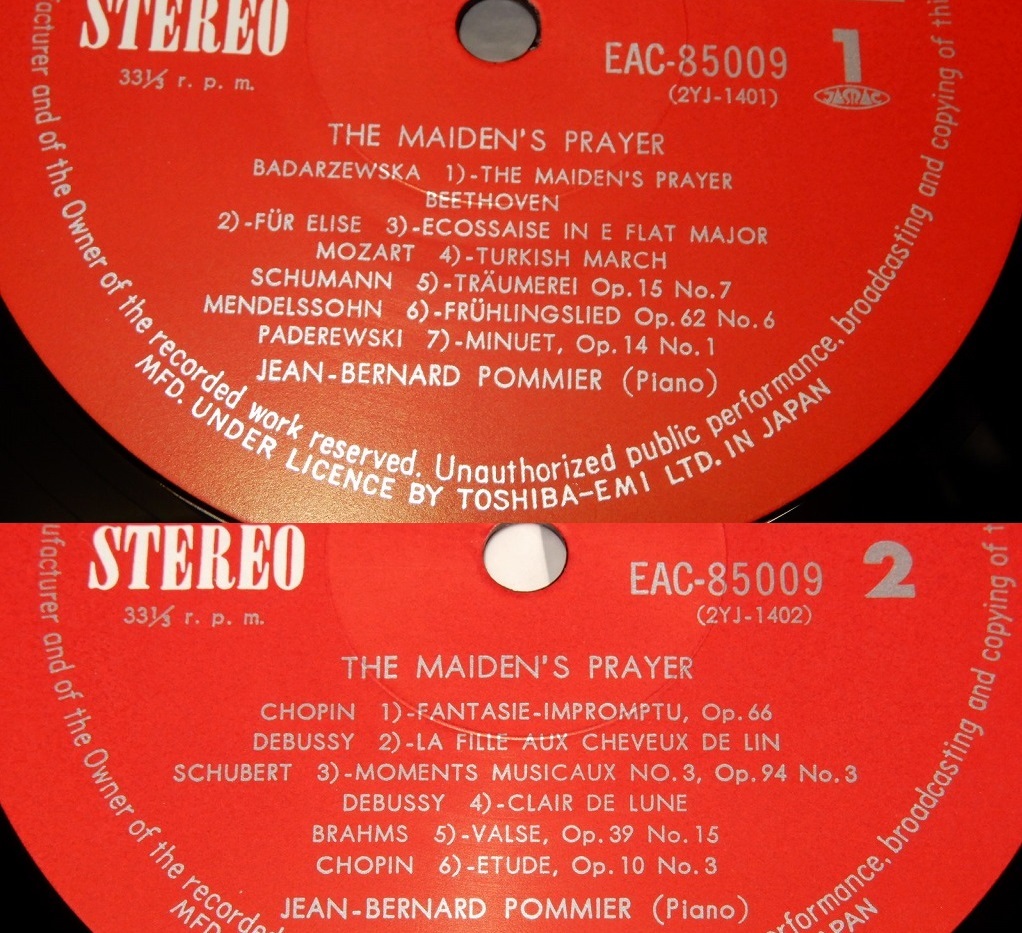 STEREO
33⅓ r. p. m.
EAC-85009
(2YJ-1401)
1
JASRAC
THE MAIDEN'S PRAYER
BADARZEWSKA 1)-THE MAIDEN'S PRAYER
BEETHOVEN
2)-FÜR ELISE 3)-ECOSSAISE IN E FLAT MAJOR
MOZART 4)-TURKISH MARCH
SCHUMANN 5)-TRÄUMEREI Op. 15 No. 7
MENDELSSOHN 6)-FRÜHLINGSLIED Op. 62 No. 6
PADEREWSKI 7)-MINUET, Op. 14 No. 1
JEAN-BERNARD POMMIER (Piano)
ufacturer and of the Owner of the recorded work reserved. Unauthorized public performance, broadcasting and copying of thi
MFD. UNDER LICENCE BY TOSHIBA-EMI LTD. IN JAPAN
STEREO
33⅓ r. p. m.
EAC-85009
(2YJ-1402)
2
THE MAIDEN'S PRAYER
CHOPIN 1)-FANTASIE-IMPROMPTU, Op. 66
DEBUSSY 2)-LA FILLE AUX CHEVEUX DE LIN
SCHUBERT 3)-MOMENTS MUSICAUX NO. 3, Op. 94 No. 3
DEBUSSY 4)-CLAIR DE LUNE
BRAHMS 5)-VALSE, Op. 39 No. 15
CHOPIN 6)-ETUDE, Op. 10 No. 3
JEAN-BERNARD POMMIER (Piano)
ufacturer and of the Owner of the recorde
rformance, broadcasting and copying of t
MFD
PAN